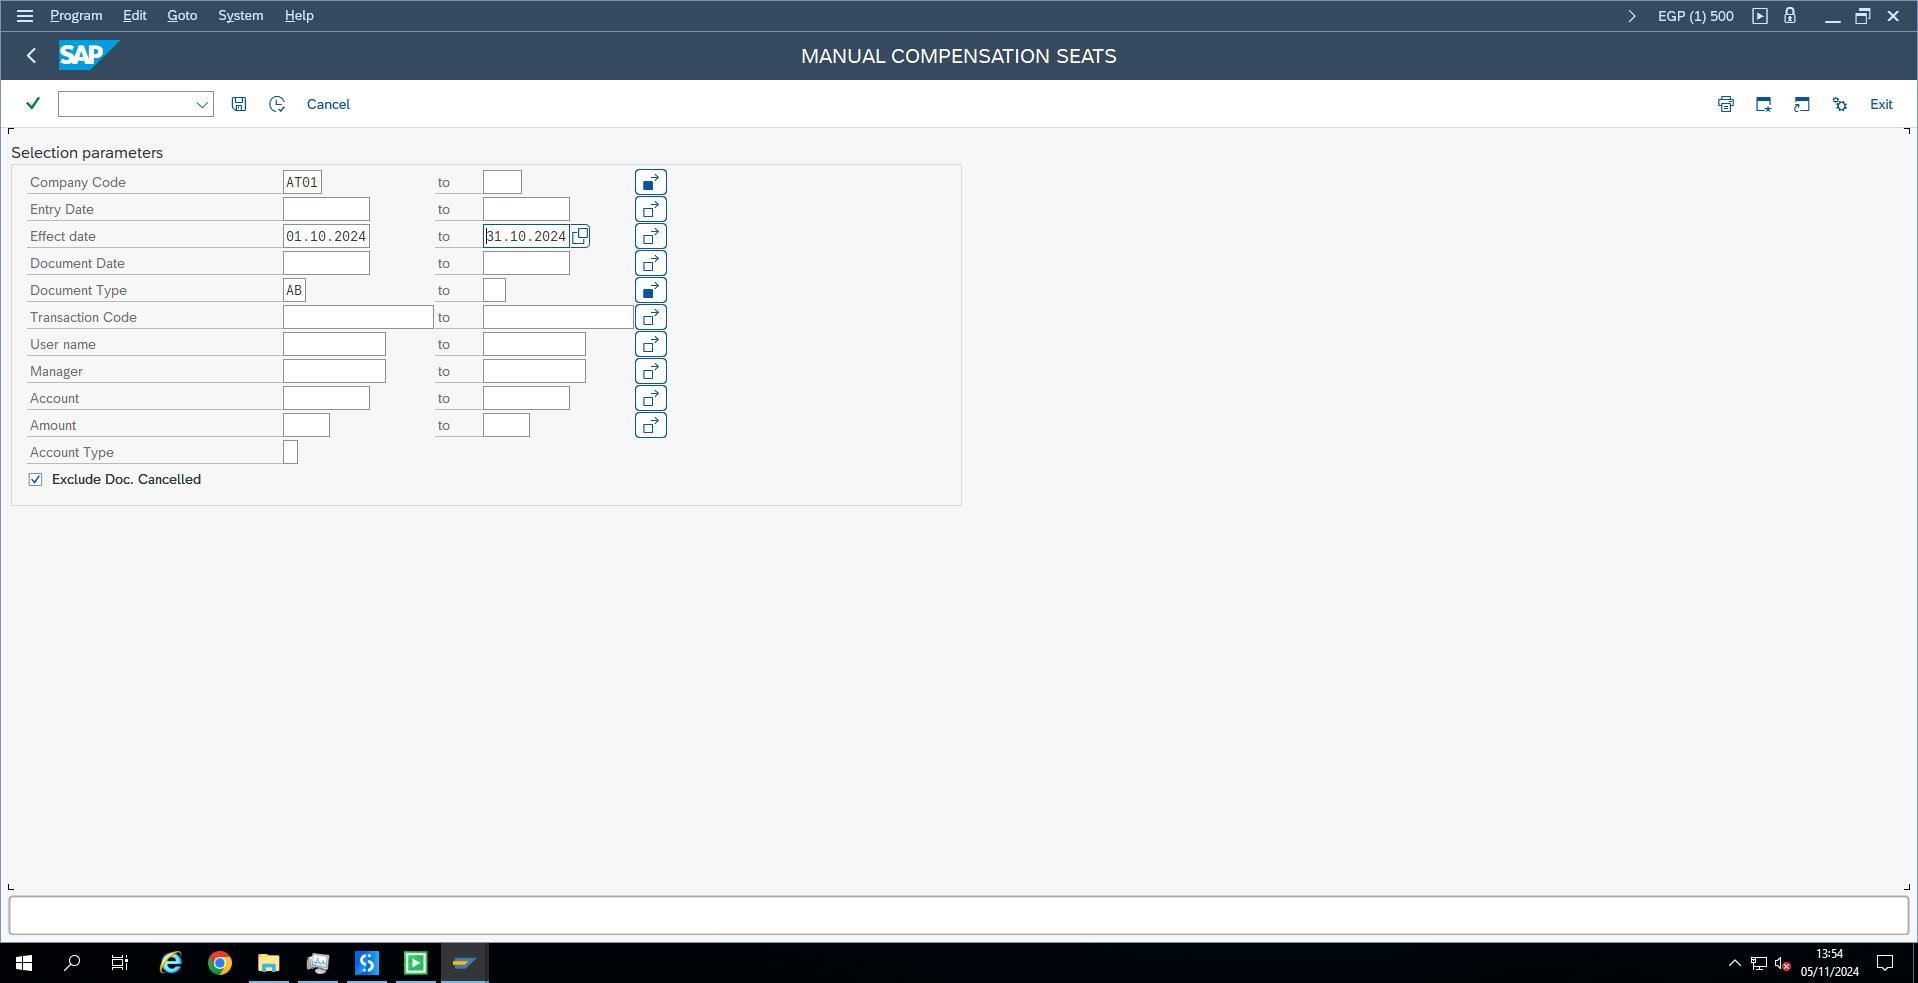 Program Edit Goto System Help EGP (1) 500
SAP MANUAL COMPENSATION SEATS
Cancel Exit
Selection parameters
Company Code AT01 to
Entry Date to
Effect date 01.10.2024 to 31.10.2024
Document Date to
Document Type AB to
Transaction Code to
User name to
Manager to
Account to
Amount to
Account Type
Exclude Doc. Cancelled
13:54
05/11/2024